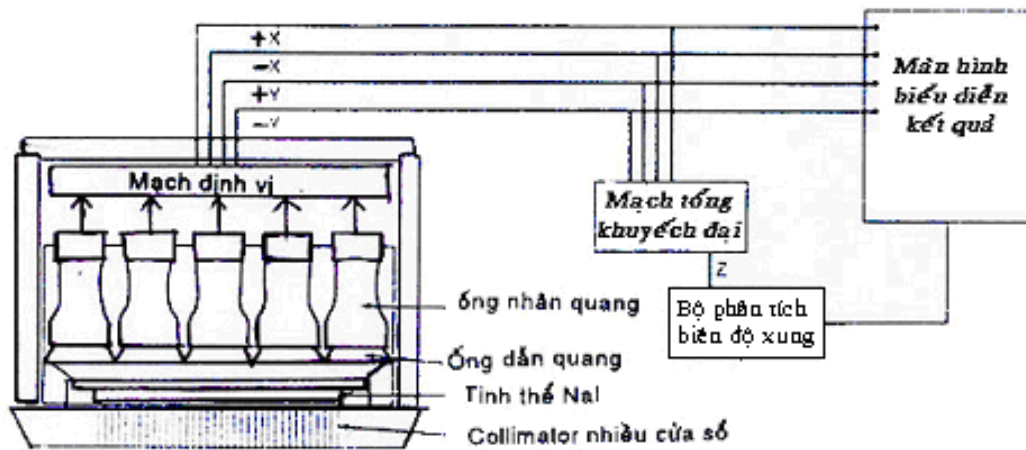 +X
−X
+Y
−Y
Màn hình
biểu diễn
kết quả
Mạch định vị
Mạch tổng
khuyếch đại
Z
Bộ phân tích
biên độ xung
ống nhân quang
Ống dẫn quang
Tinh thể NaI
Collimator nhiều cửa sổ